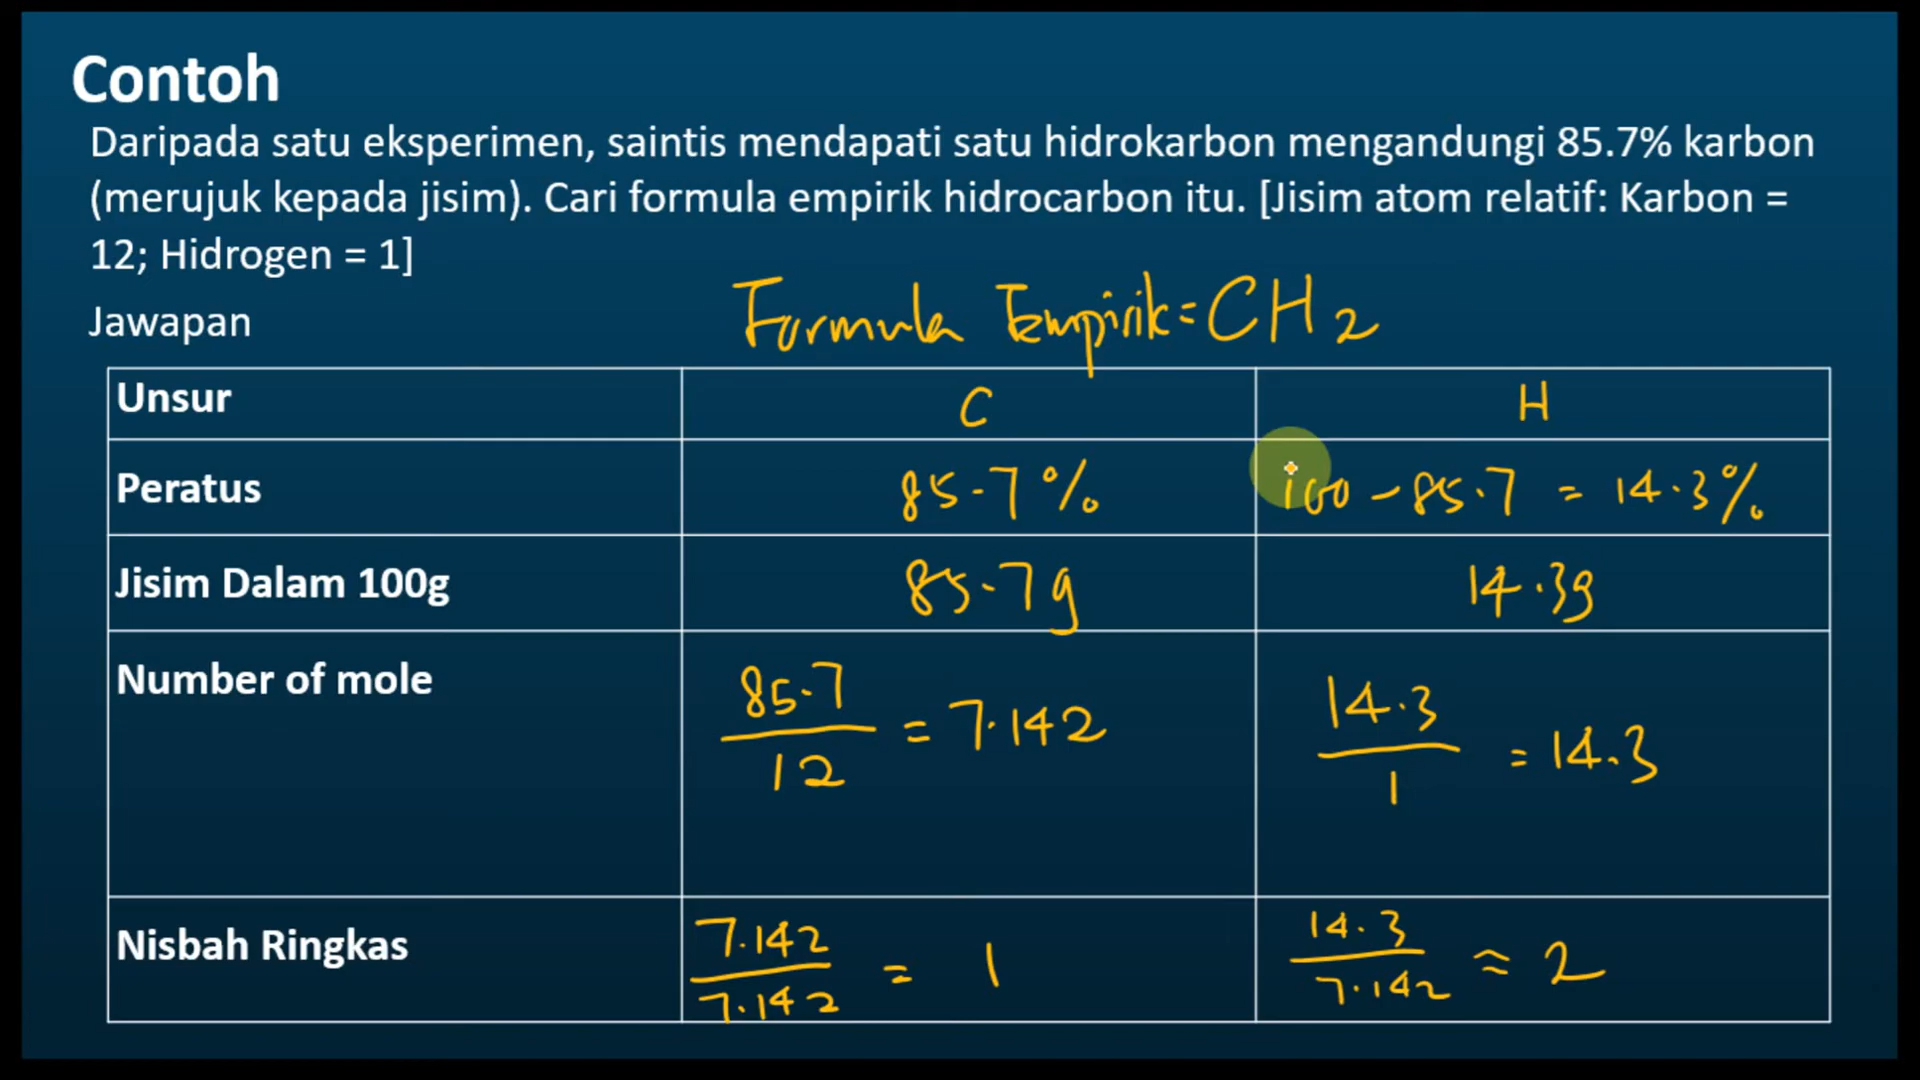 Contoh
Daripada satu eksperimen, saintis mendapati satu hidrokarbon mengandungi 85.7% karbon
(merujuk kepada jisim). Cari formula empirik hidrocarbon itu. [Jisim atom relatif: Karbon =
12; Hidrogen = 1]
Formula Empirik = CH2
Jawapan
Unsur C H
Peratus 85.7% 100 - 85.7 = 14.3%
Jisim Dalam 100g 85.7g 14.3g
Number of mole 85.7/12 = 7.142 14.3/1 = 14.3
Nisbah Ringkas 7.142/7.142 = 1 14.3/7.142 ≈ 2